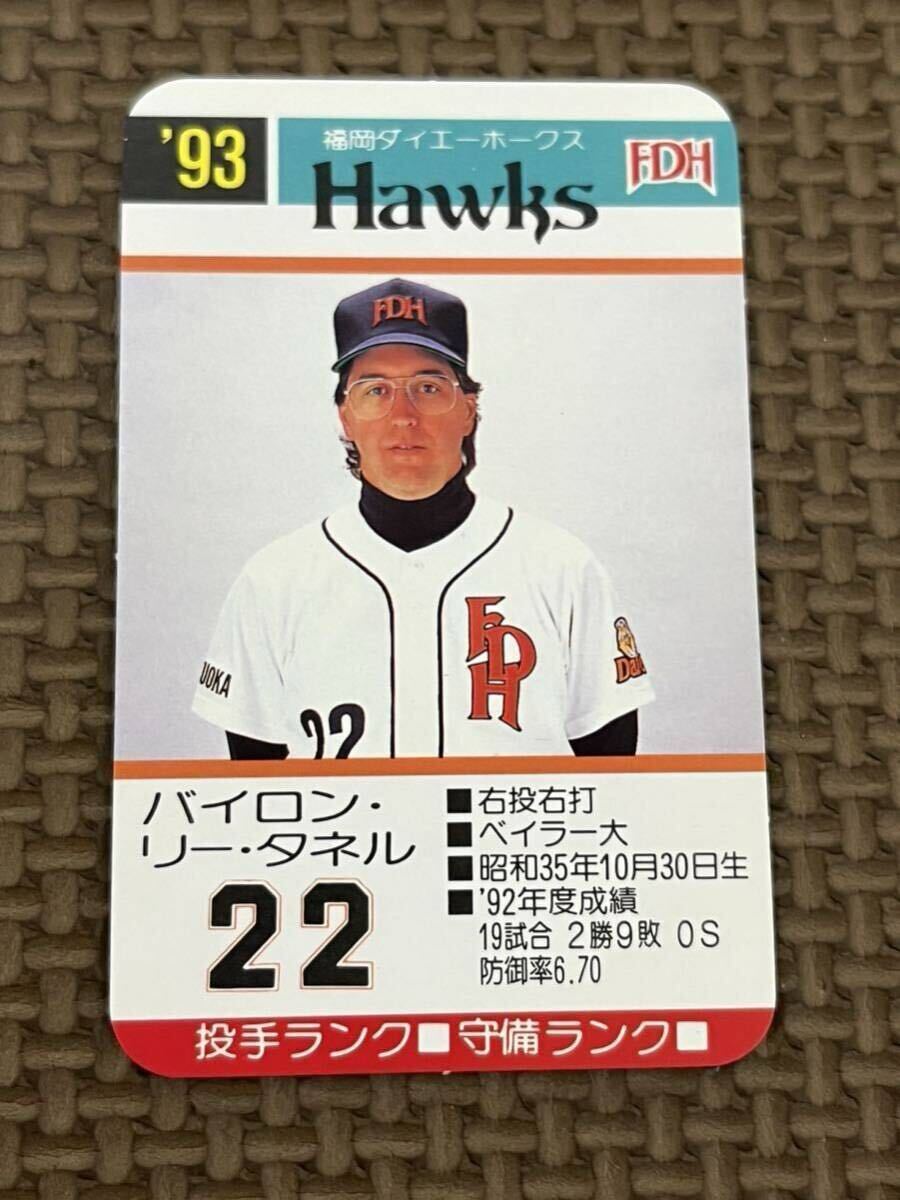 '93
福岡ダイエーホークス
Hawks
FDH
FDH
FDH
UOKA
22
バイロン・
リー・タネル
22
■右投右打
■ベイラー大
■昭和35年10月30日生
■'92年度成績
19試合 2勝9敗 0S
防御率6.70
投手ランク□守備ランク□